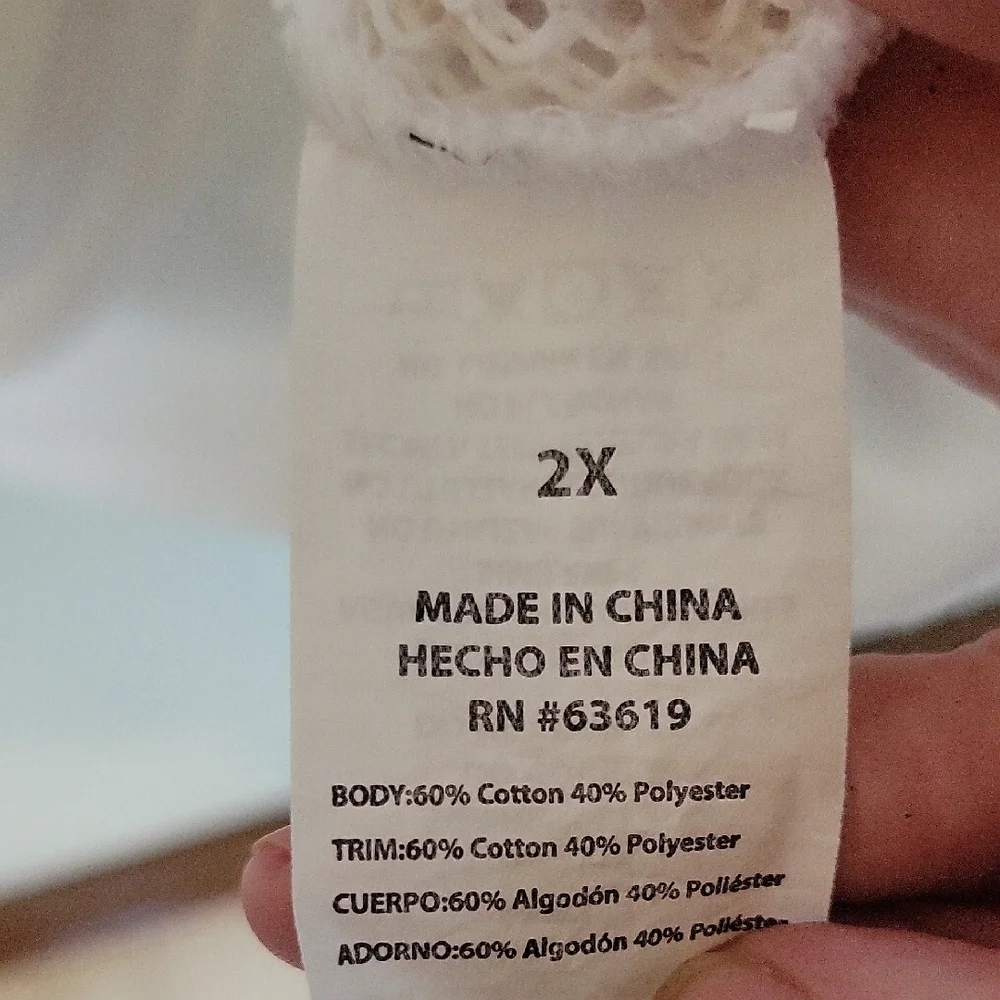 2X
MADE IN CHINA
HECHO EN CHINA
RN #63619
BODY:60% Cotton 40% Polyester
TRIM:60% Cotton 40% Polyester
CUERPO:60% Algodón 40% Poliéster
ADORNO:60% Algodón 40%